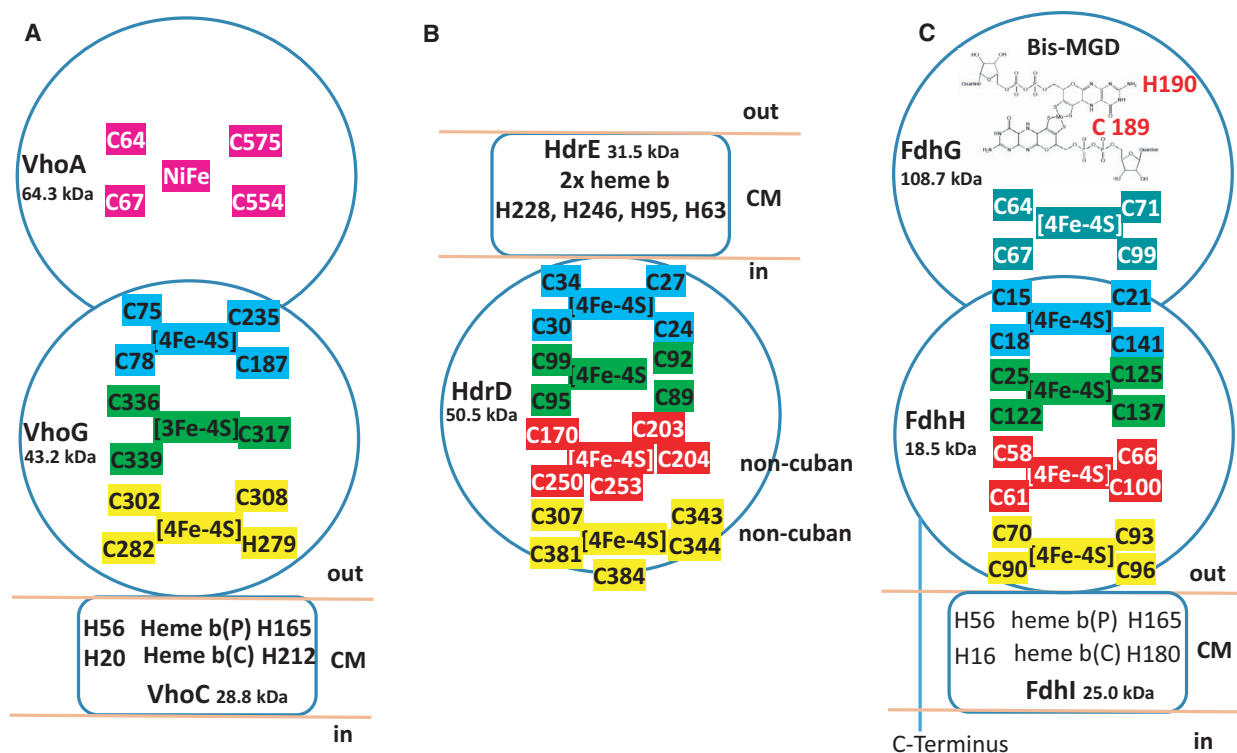 A
VhoA
64.3 kDa
C64
C575
NiFe
C67
C554
C75
C235
[4Fe-4S]
C78
C187
C336
VhoG
43.2 kDa
[3Fe-4S]
C317
C339
C302
C308
[4Fe-4S]
C282
H279
out
H56 Heme b(P) H165
H20 Heme b(C) H212
CM
VhoC 28.8 kDa
in
B
out
HdrE 31.5 kDa
2x heme b
H228, H246, H95, H63
CM
in
C34
C27
[4Fe-4S]
C30
C24
C99
C92
[4Fe-4S
HdrD
50.5 kDa
C95
C89
C170
C203
[4Fe-4S]
C204
non-cuban
C250
C253
C307
C343
[4Fe-4S]
non-cuban
C381
C344
C384
C
Bis-MGD
H190
C 189
FdhG
108.7 kDa
C64
C71
[4Fe-4S]
C67
C99
C15
C21
[4Fe-4S]
C18
C141
C25
C125
[4Fe-4S]
C122
C137
FdhH
18.5 kDa
C58
C66
[4Fe-4S]
C61
C100
C70
C93
[4Fe-4S]
C90
C96
out
H56 heme b(P) H165
H16 heme b(C) H180
CM
FdhI 25.0 kDa
in
C-Terminus